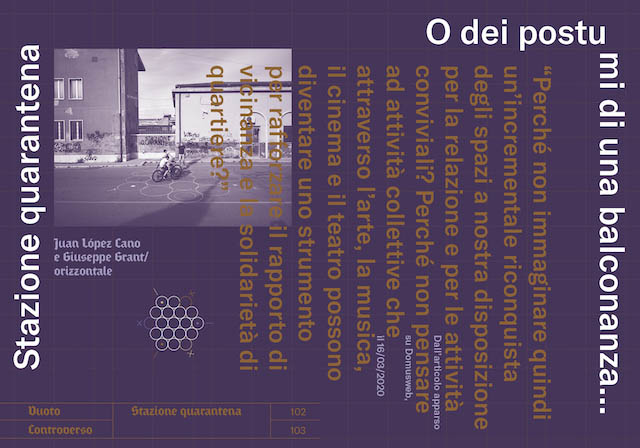 Stazione quarantena
O dei postu
mi di una balconanza...
“Perché non immaginare quindi
un’incrementale riconquista
degli spazi a nostra disposizione
per la relazione e per le attività
conviviali? Perché non pensare
ad attività collettive che
attraverso l’arte, la musica,
il cinema e il teatro possono
diventare uno strumento
per rafforzare il rapporto di
vicinanza e la solidarietà di
quartiere?”
Dall’articolo apparso
su Domusweb,
il 16/03/2020
Juan López Cano
e Giuseppe Grant/
orizzontale
Vuoto
Stazione quarantena
102
Controverso
103